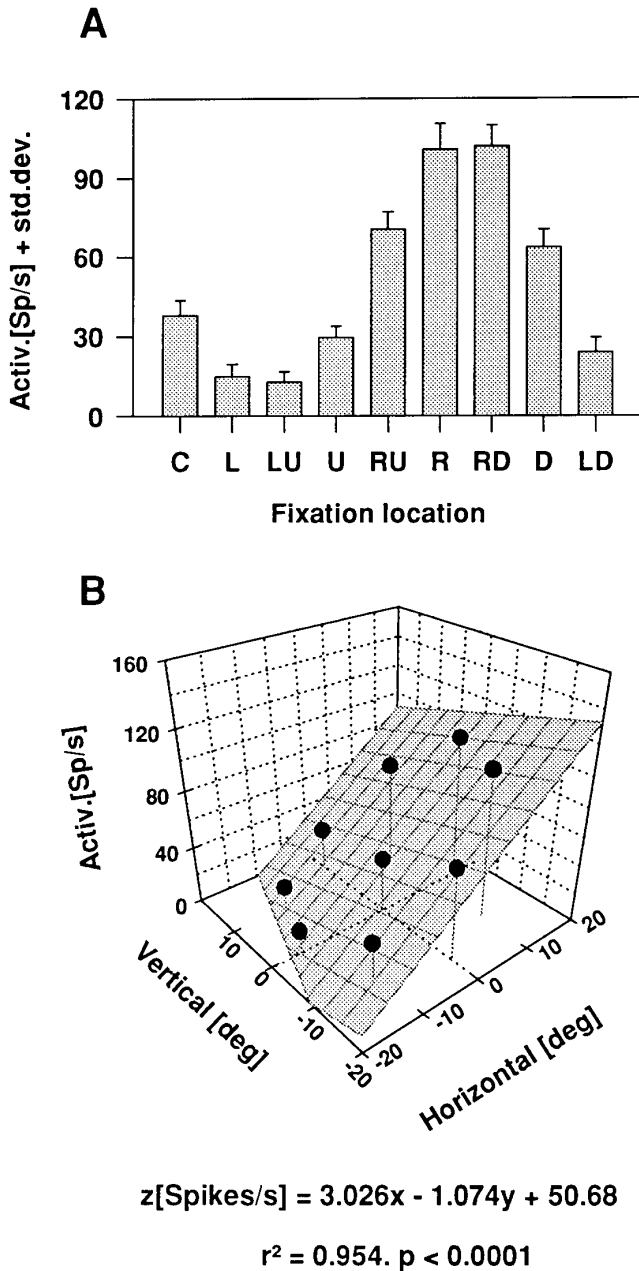 A
Activ.[Sp/s] + std.dev.
120
90
60
30
0
C L LU U RU R RD D LD
Fixation location
B
Activ.[Sp/s]
160
120
80
40
0
10
0
-10
-20
Vertical [deg]
-20
-10
0
10
20
Horizontal [deg]
z[Spikes/s] = 3.026x - 1.074y + 50.68
r² = 0.954. p < 0.0001